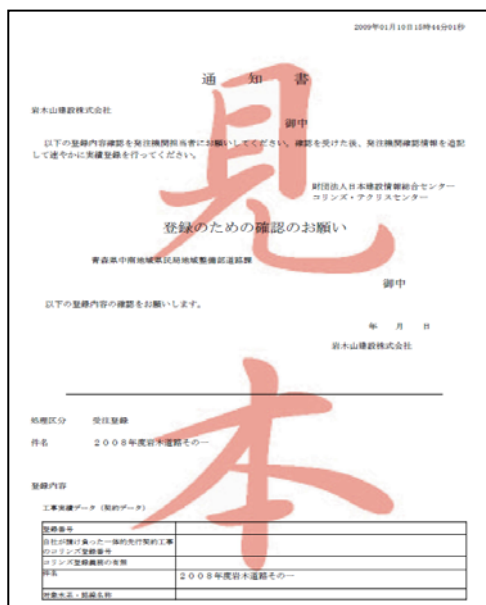 2009年01月10日15時44分01秒
通知書
岩木山建設株式会社
御中
以下の登録内容確認を発注機関担当者にお願いしてください。確認を受けた後、発注機関確認情報を追記
して速やかに実績登録を行ってください。
財団法人日本建設情報総合センター
コリンズ・テクリスセンター
登録のための確認のお願い
青森県中南地域県民局地域整備部道路課
御中
以下の登録内容の確認をお願いします。
年 月 日
岩木山建設株式会社
処理区分 受注登録
件名 2008年度岩木道路その一
登録内容
工事実績データ(契約データ)
登録番号
自社が請け負った一体的先行契約工事
のコリンズ登録番号
コリンズ登録義務の有無
件名 2008年度岩木道路その一
対象水系・路線名称
見本